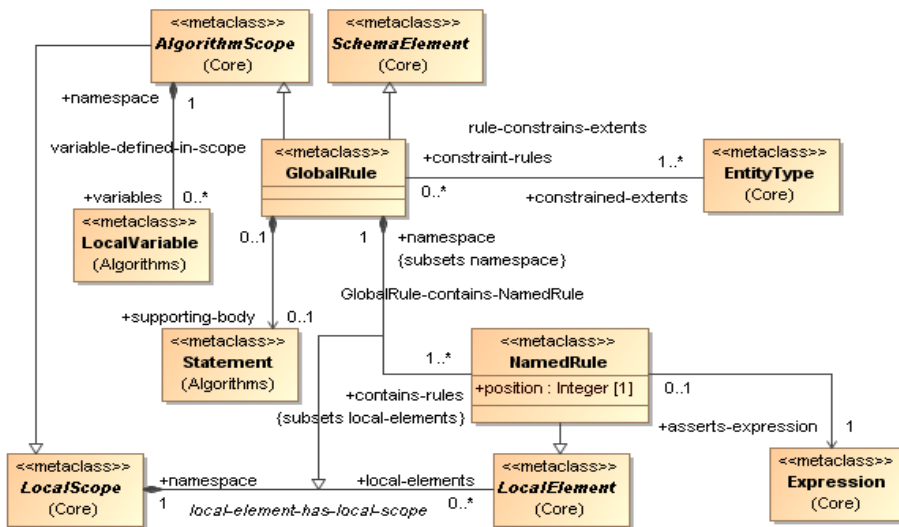 <<metaclass>>
AlgorithmScope
(Core)
<<metaclass>>
SchemaElement
(Core)
+namespace
1
variable-defined-in-scope
+variables
0..*
<<metaclass>>
GlobalRule
rule-constrains-extents
+constraint-rules
1..*
0..*
+constrained-extents
<<metaclass>>
EntityType
(Core)
<<metaclass>>
LocalVariable
(Algorithms)
0..1
1
+namespace
{subsets namespace}
GlobalRule-contains-NamedRule
+supporting-body
0..1
<<metaclass>>
Statement
(Algorithms)
1..*
+contains-rules
{subsets local-elements}
<<metaclass>>
NamedRule
+position : Integer [1]
0..1
+asserts-expression
1
<<metaclass>>
LocalScope
(Core)
+namespace
1
+local-elements
0..*
local-element-has-local-scope
<<metaclass>>
LocalElement
(Core)
<<metaclass>>
Expression
(Core)